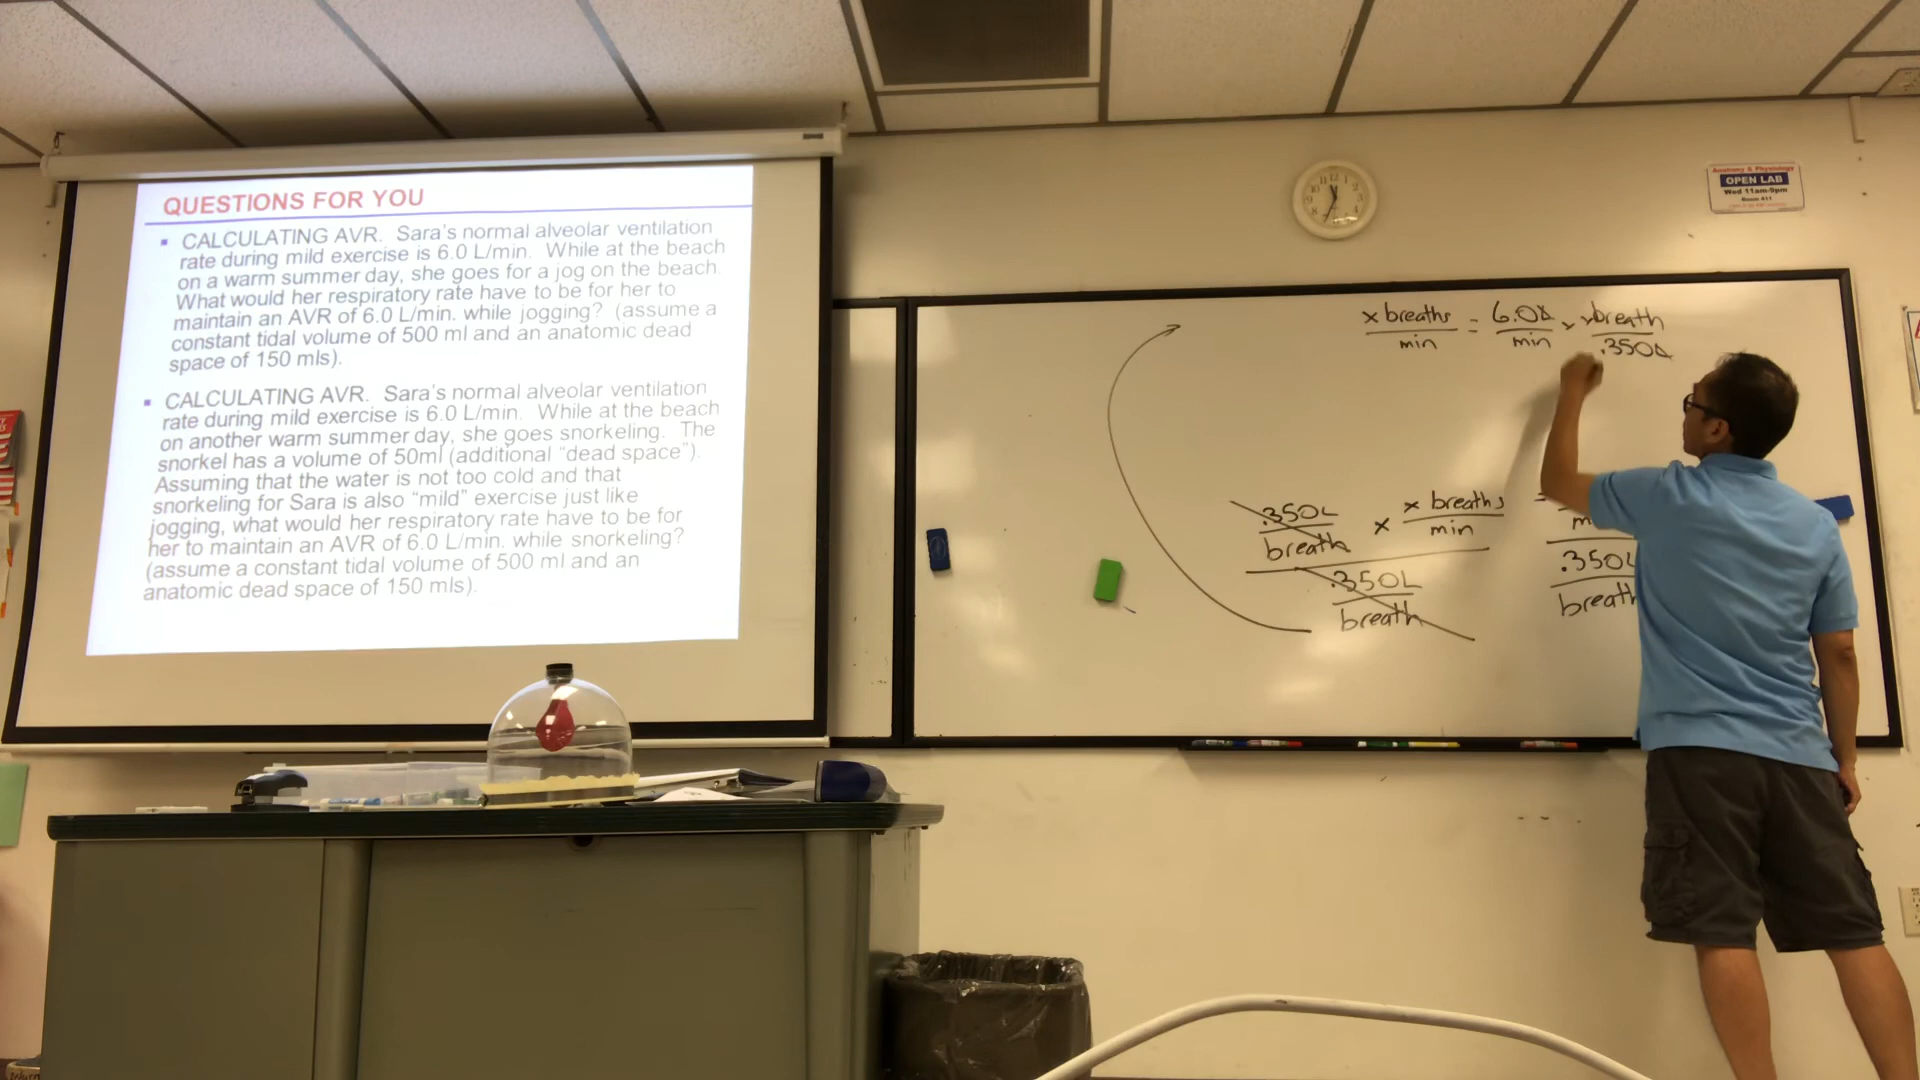 QUESTIONS FOR YOU
CALCULATING AVR. Sara's normal alveolar ventilation
rate during mild exercise is 6.0 L/min. While at the beach
on a warm summer day, she goes for a jog on the beach.
What would her respiratory rate have to be for her to
maintain an AVR of 6.0 L/min. while jogging? (assume a
constant tidal volume of 500 ml and an anatomic dead
space of 150 mls).
CALCULATING AVR. Sara's normal alveolar ventilation
rate during mild exercise is 6.0 L/min. While at the beach
on another warm summer day, she goes snorkeling. The
snorkel has a volume of 50ml (additional "dead space").
Assuming that the water is not too cold and that
snorkeling for Sara is also "mild" exercise just like
jogging, what would her respiratory rate have to be for
her to maintain an AVR of 6.0 L/min. while snorkeling?
(assume a constant tidal volume of 500 ml and an
anatomic dead space of 150 mls).
Anatomy & Physiology
OPEN LAB
Wed 11am-9pm
Room 411
x breaths = 6.0L x breath
min min .350L
.350L x x breaths =
breath min
.350L
breath
.350L
breath